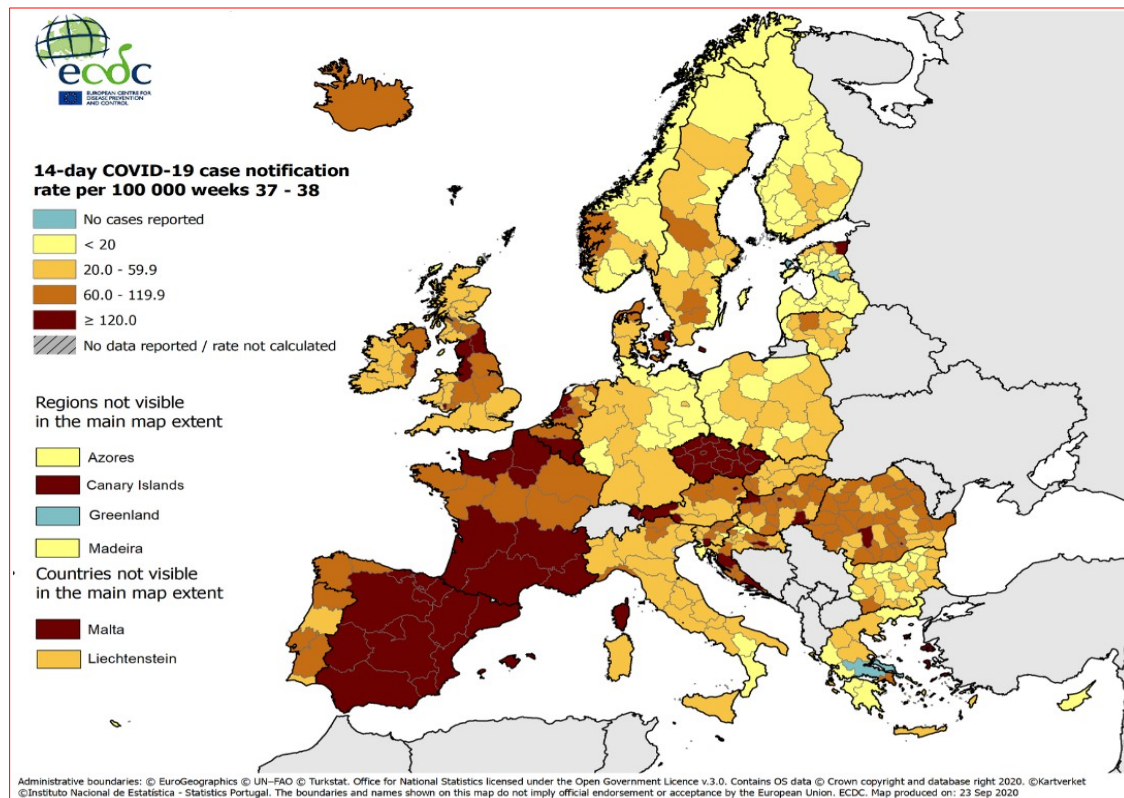 ecdc
EUROPEAN CENTRE FOR
DISEASE PREVENTION
AND CONTROL
14-day COVID-19 case notification
rate per 100 000 weeks 37 - 38
No cases reported
< 20
20.0 - 59.9
60.0 - 119.9
≥ 120.0
No data reported / rate not calculated
Regions not visible
in the main map extent
Azores
Canary Islands
Greenland
Madeira
Countries not visible
in the main map extent
Malta
Liechtenstein
Administrative boundaries: © EuroGeographics © UN–FAO © Turkstat. Office for National Statistics licensed under the Open Government Licence v.3.0. Contains OS data © Crown copyright and database right 2020. ©Kartverket
©Instituto Nacional de Estatística - Statistics Portugal. The boundaries and names shown on this map do not imply official endorsement or acceptance by the European Union. ECDC. Map produced on: 23 Sep 2020